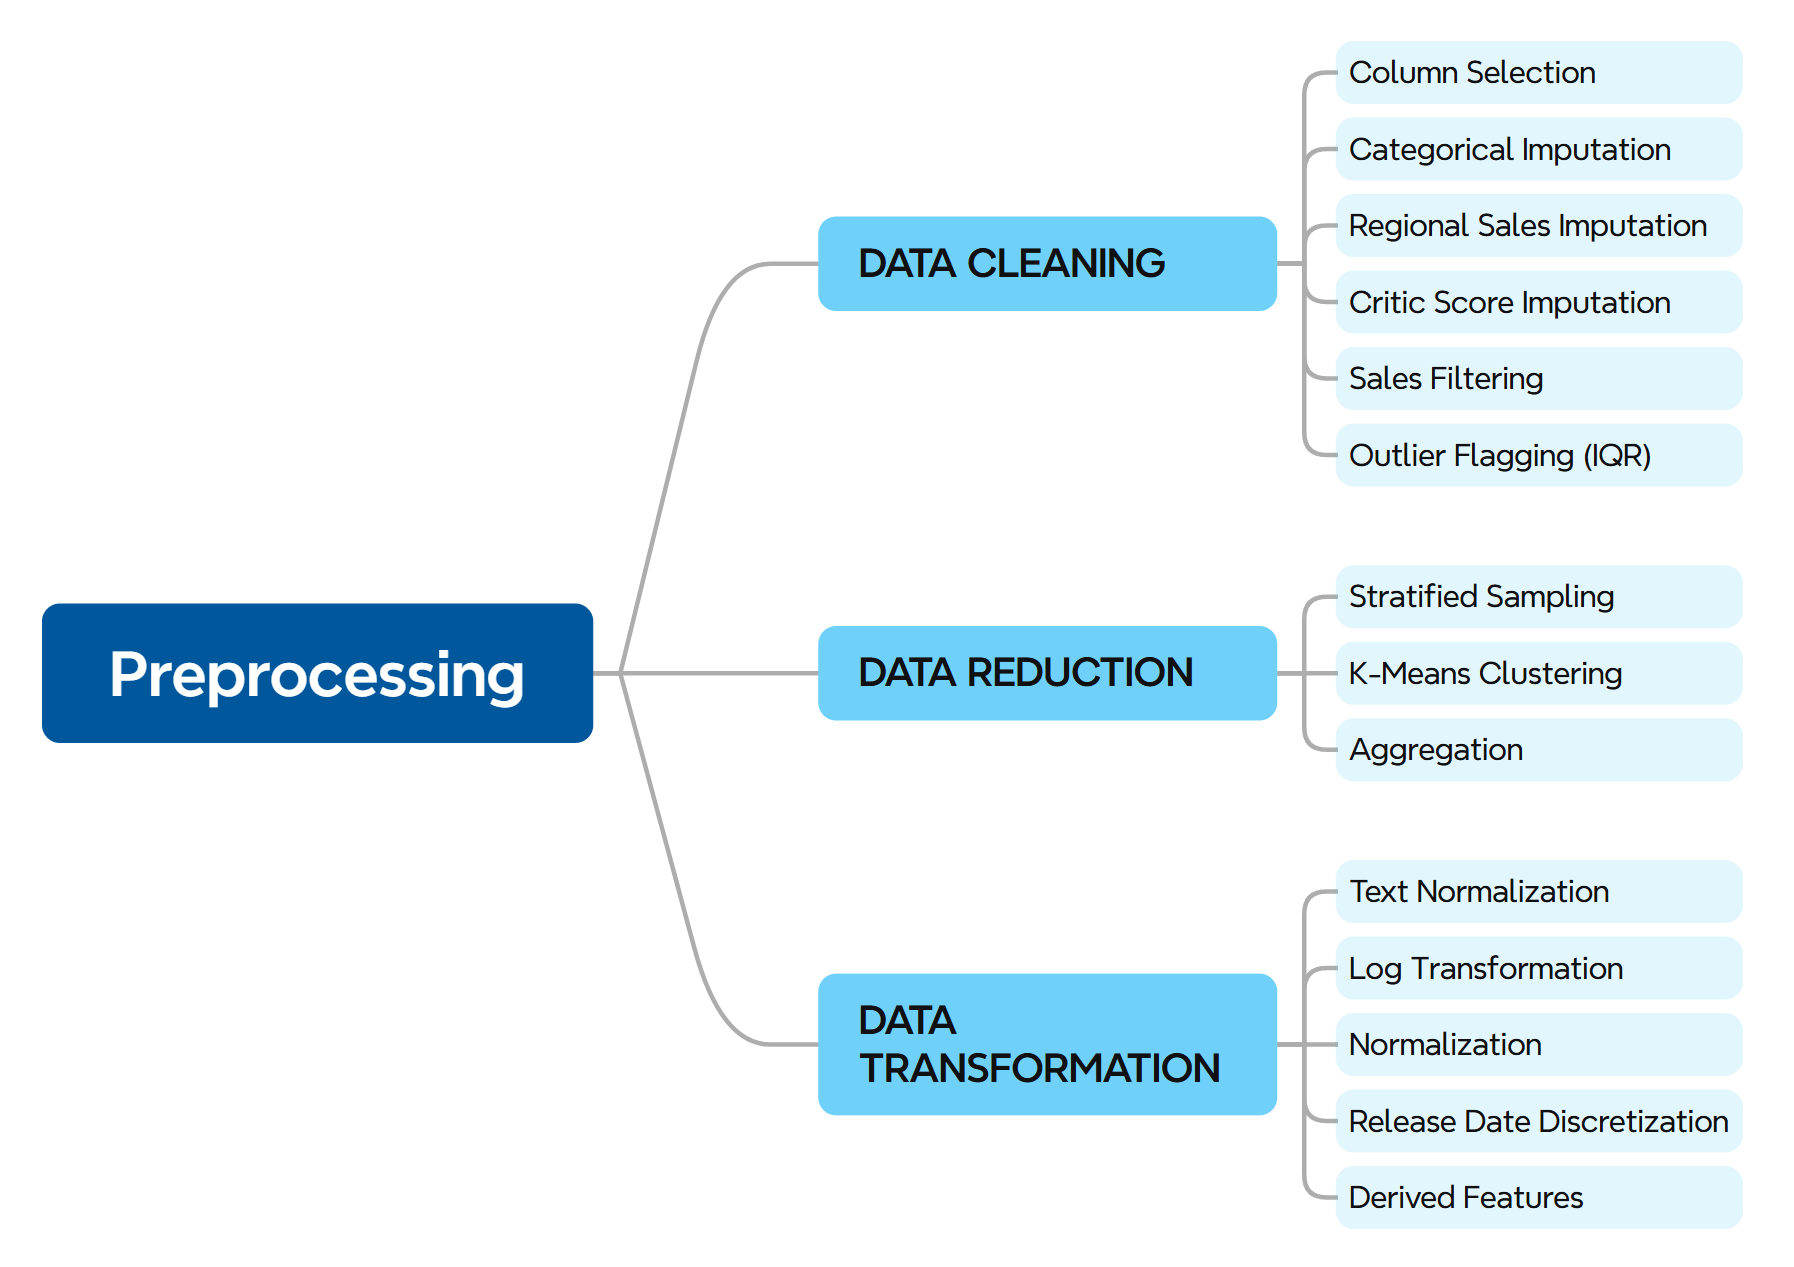 Preprocessing
DATA CLEANING
Column Selection
Categorical Imputation
Regional Sales Imputation
Critic Score Imputation
Sales Filtering
Outlier Flagging (IQR)
DATA REDUCTION
Stratified Sampling
K-Means Clustering
Aggregation
DATA
TRANSFORMATION
Text Normalization
Log Transformation
Normalization
Release Date Discretization
Derived Features